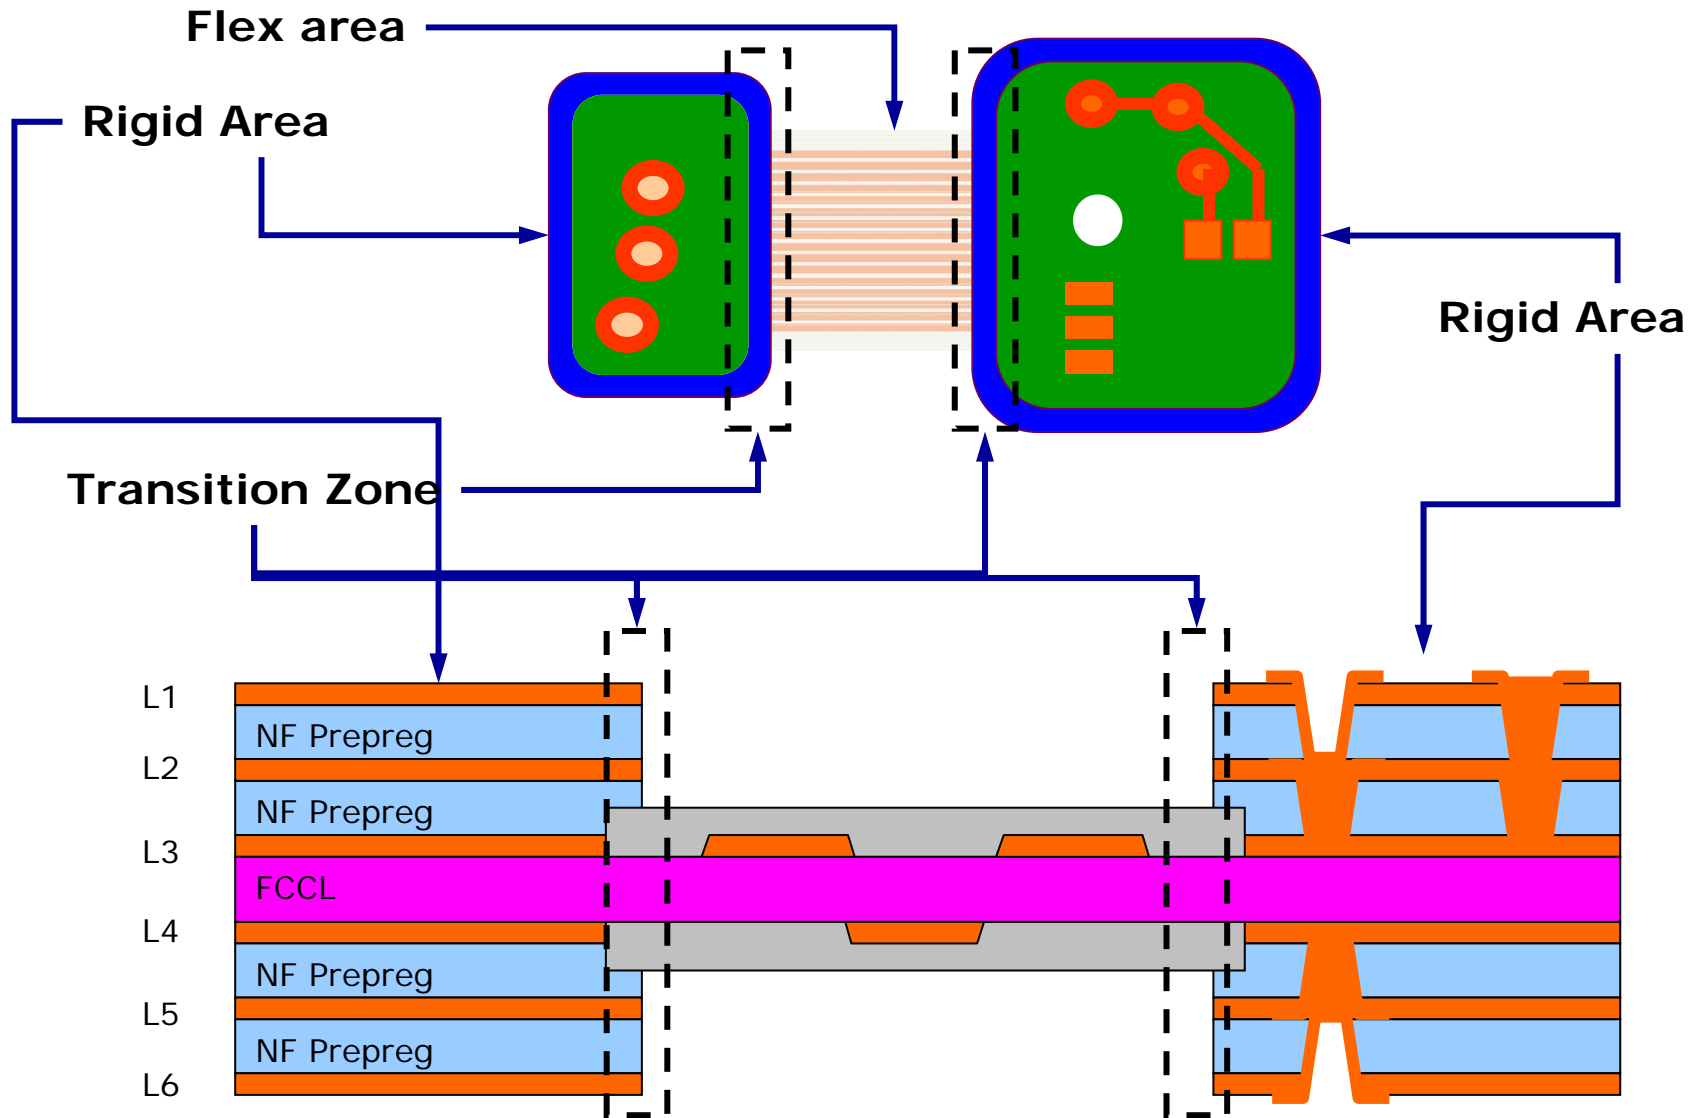 Flex area
Rigid Area
Rigid Area
Transition Zone
L1
NF Prepreg
L2
NF Prepreg
L3
FCCL
L4
NF Prepreg
L5
NF Prepreg
L6